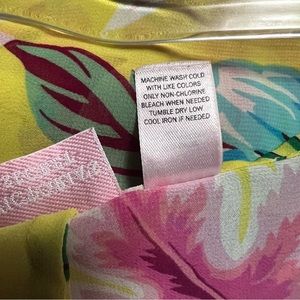 MACHINE WASH COLD
WITH LIKE COLORS
ONLY NON-CHLORINE
BLEACH WHEN NEEDED
TUMBLE DRY LOW
COOL IRON IF NEEDED